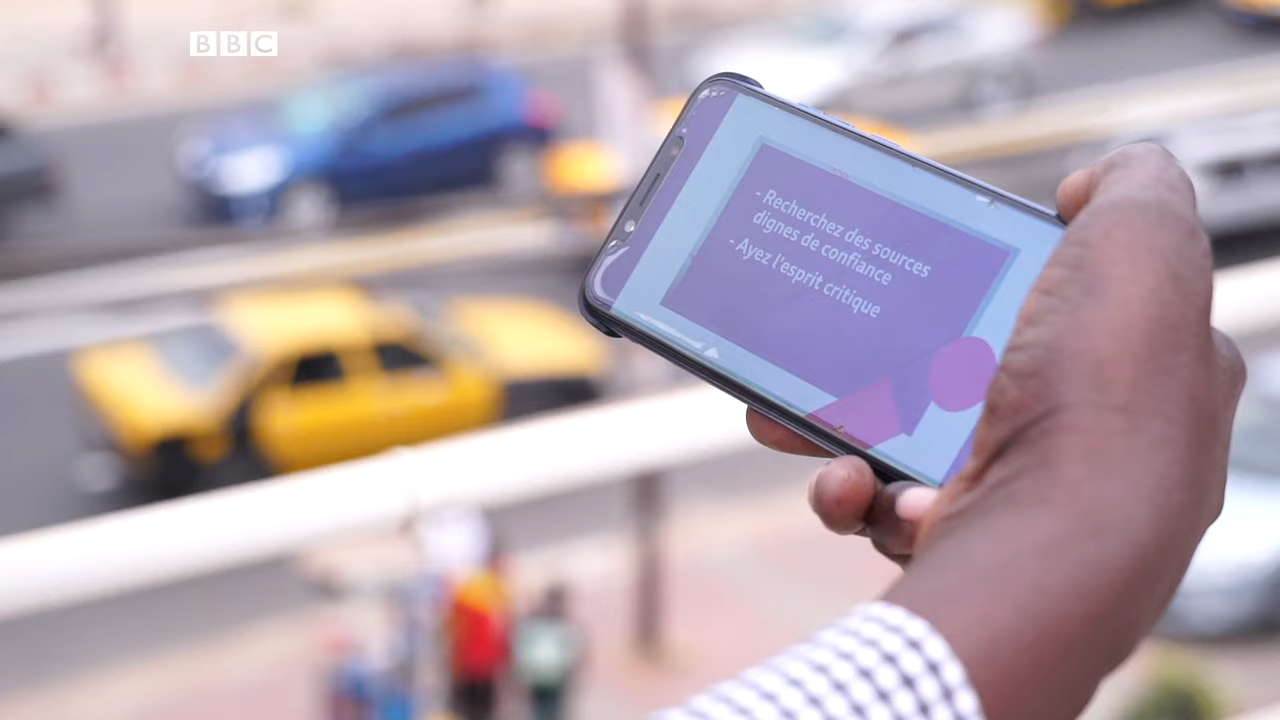 BBC
- Recherchez des sources
dignes de confiance
- Ayez l'esprit critique